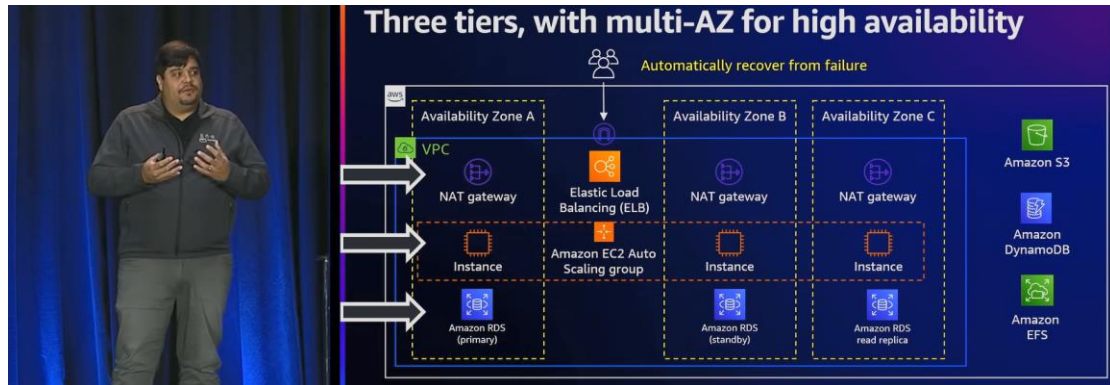 Three tiers, with multi-AZ for high availability
Automatically recover from failure
aws
Availability Zone A
Availability Zone B
Availability Zone C
VPC
NAT gateway
Elastic Load
Balancing (ELB)
NAT gateway
NAT gateway
Amazon S3
Instance
Amazon EC2 Auto
Scaling group
Instance
Instance
Amazon
DynamoDB
Amazon RDS
(primary)
Amazon RDS
(standby)
Amazon RDS
read replica
Amazon
EFS